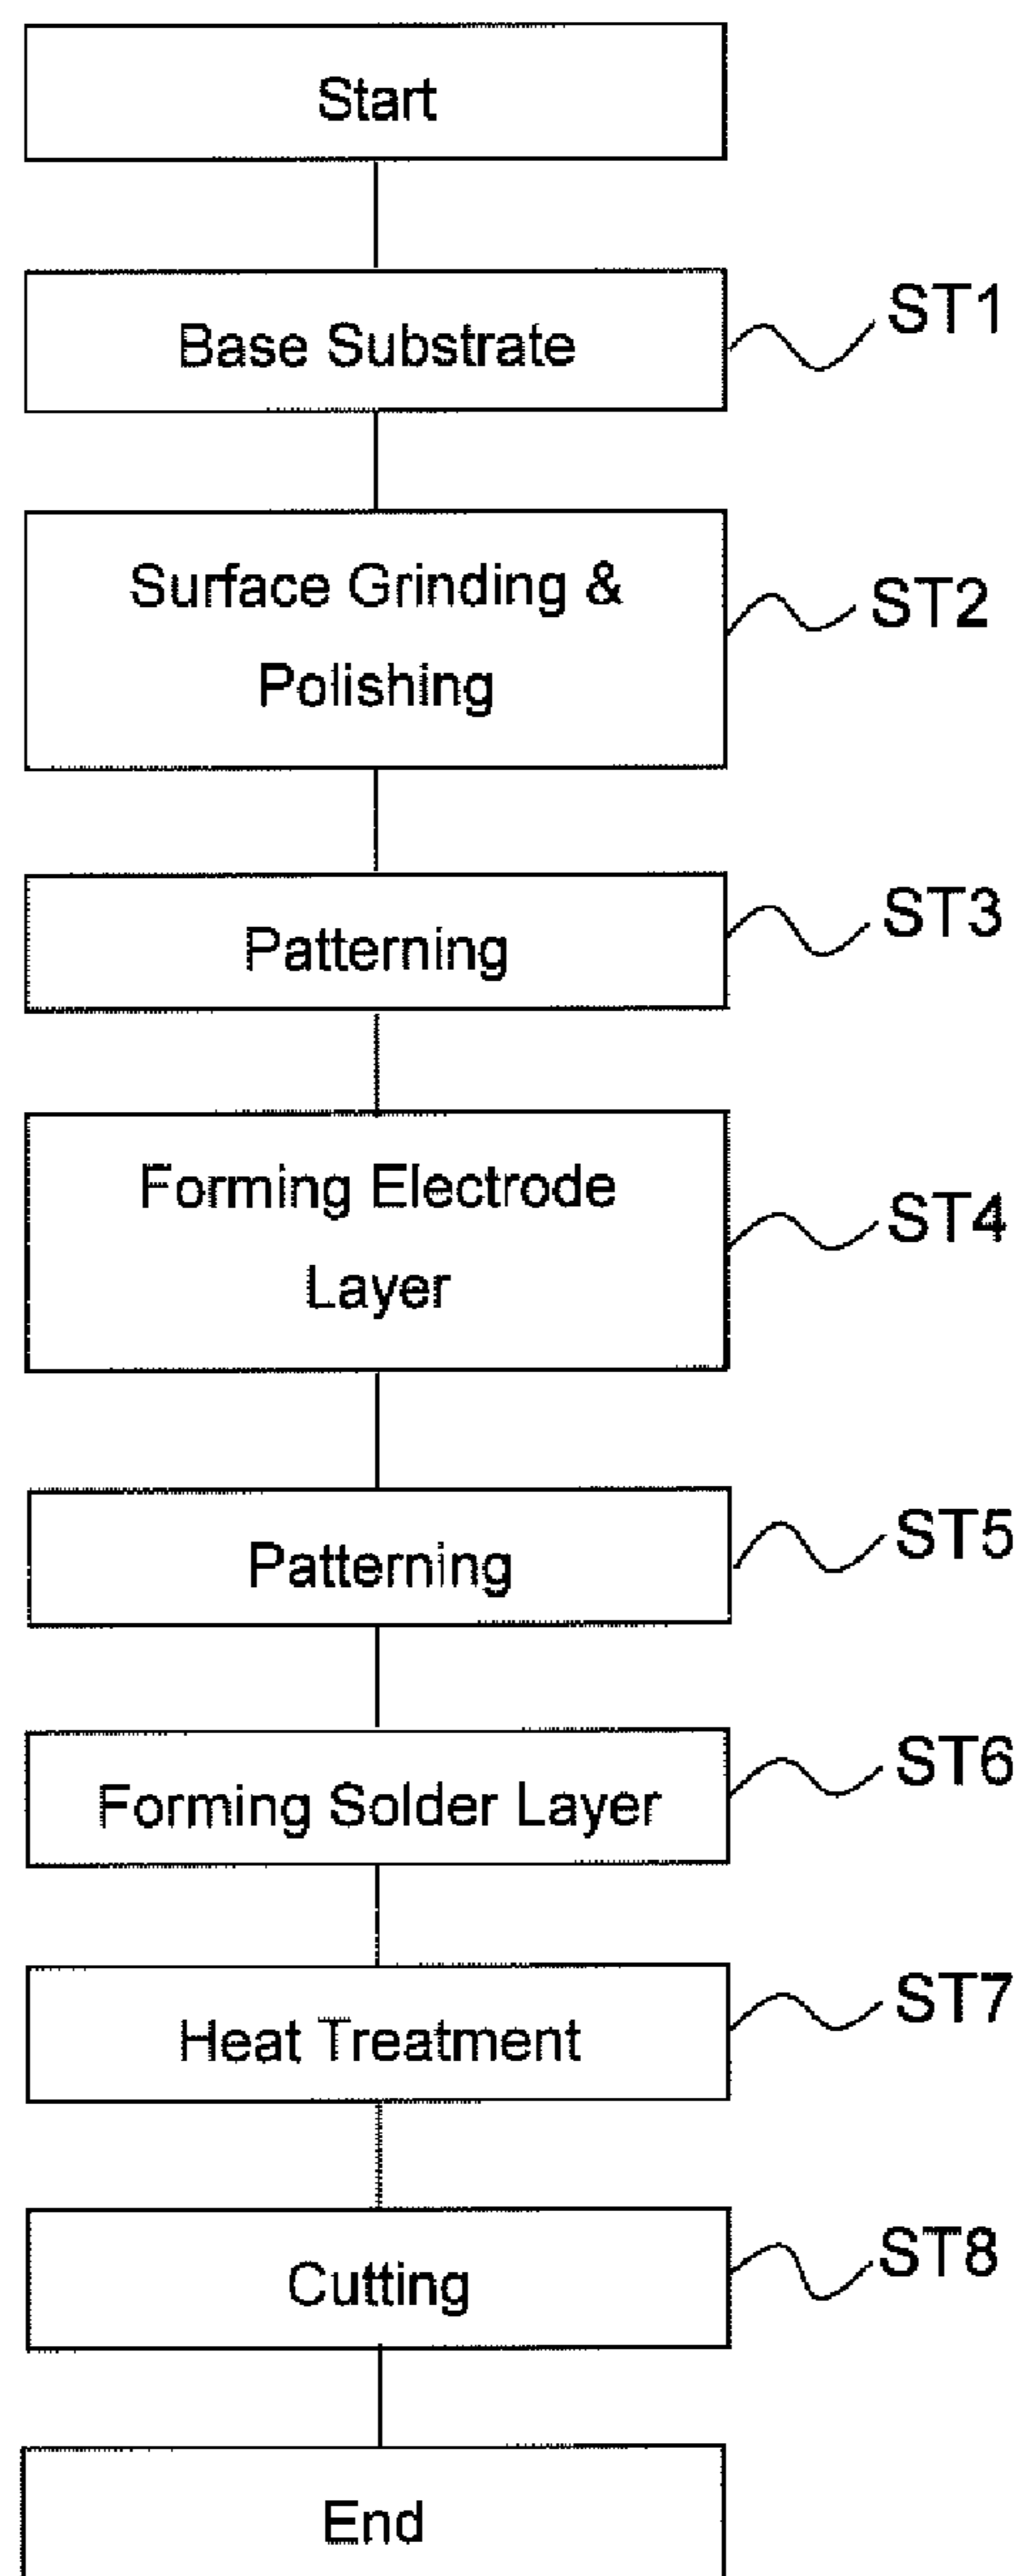 Start
Base Substrate
ST1
Surface Grinding &
Polishing
ST2
Patterning
ST3
Forming Electrode
Layer
ST4
Patterning
ST5
Forming Solder Layer
ST6
Heat Treatment
ST7
Cutting
ST8
End